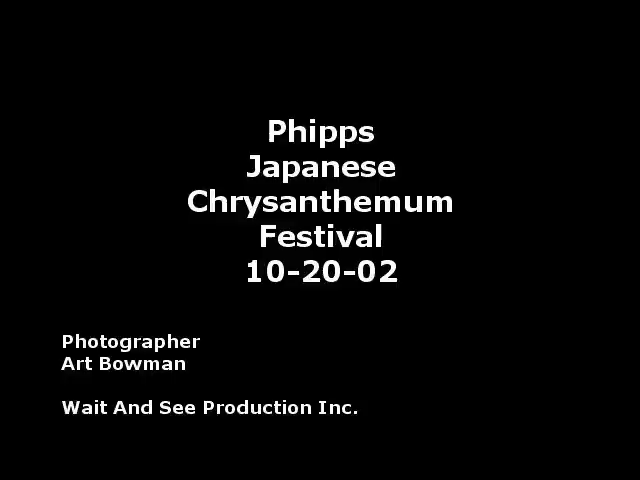 Phipps
Japanese
Chrysanthemum
Festival
10-20-02
Photographer
Art Bowman
Wait And See Production Inc.